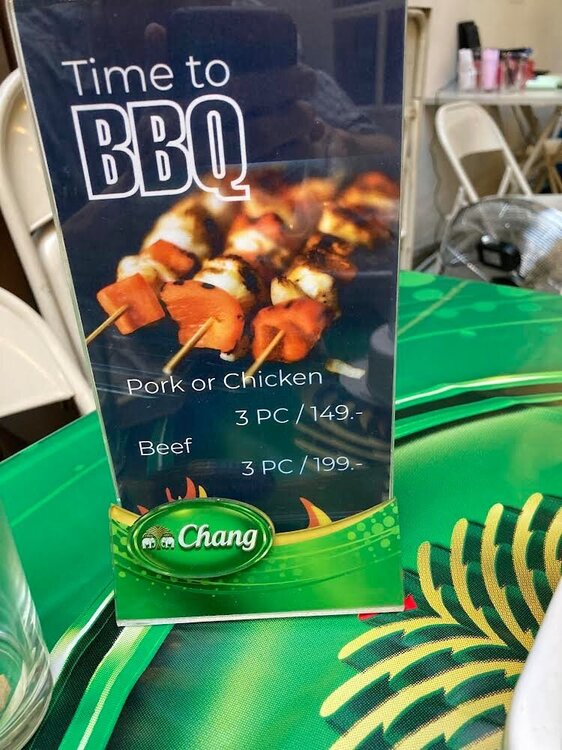 Time to
BBQ
Pork or Chicken
3 PC / 149.-
Beef
3 PC / 199.-
Chang